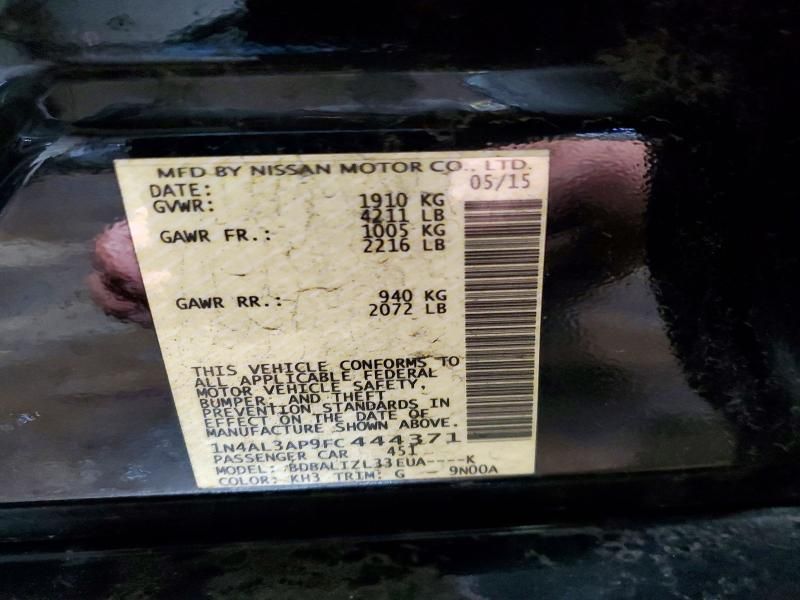 MFD BY NISSAN MOTOR CO., LTD.
DATE: 05/15
GVWR: 1910 KG
4211 LB
GAWR FR.: 1005 KG
2216 LB
GAWR RR.: 940 KG
2072 LB
THIS VEHICLE CONFORMS TO
ALL APPLICABLE FEDERAL
MOTOR VEHICLE SAFETY,
BUMPER, AND THEFT
PREVENTION STANDARDS IN
EFFECT ON THE DATE OF
MANUFACTURE SHOWN ABOVE.
1N4AL3AP9FC444371
PASSENGER CAR 451
MODEL: BDBALIZL33EUA----K
COLOR: KH3 TRIM: G 9N00A